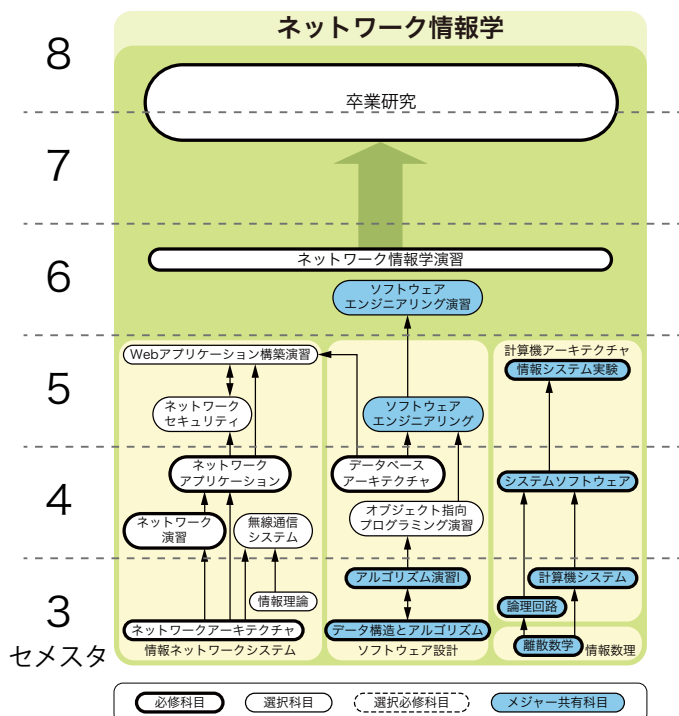 ネットワーク情報学
8
卒業研究
7
ネットワーク情報学演習
6
ソフトウェア
エンジニアリング演習
Webアプリケーション構築演習
計算機アーキテクチャ
情報システム実験
5
ネットワーク
セキュリティ
ソフトウェア
エンジニアリング
ネットワーク
アプリケーション
データベース
アーキテクチャ
システムソフトウェア
4
ネットワーク
演習
無線通信
システム
オブジェクト指向
プログラミング演習
アルゴリズム演習I
計算機システム
情報理論
論理回路
3
ネットワークアーキテクチャ
データ構造とアルゴリズム
離散数学
情報数理
セメスタ
情報ネットワークシステム
ソフトウェア設計
必修科目
選択科目
選択必修科目
メジャー共有科目